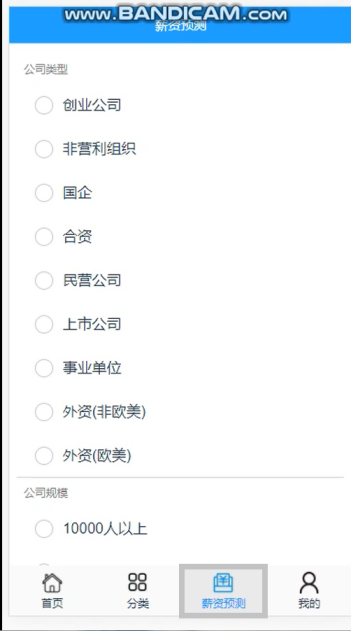 www.BANDICAM.com
薪资预测
公司类型
创业公司
非营利组织
国企
合资
民营公司
上市公司
事业单位
外资(非欧美)
外资(欧美)
公司规模
10000人以上
首页
分类
薪资预测
我的